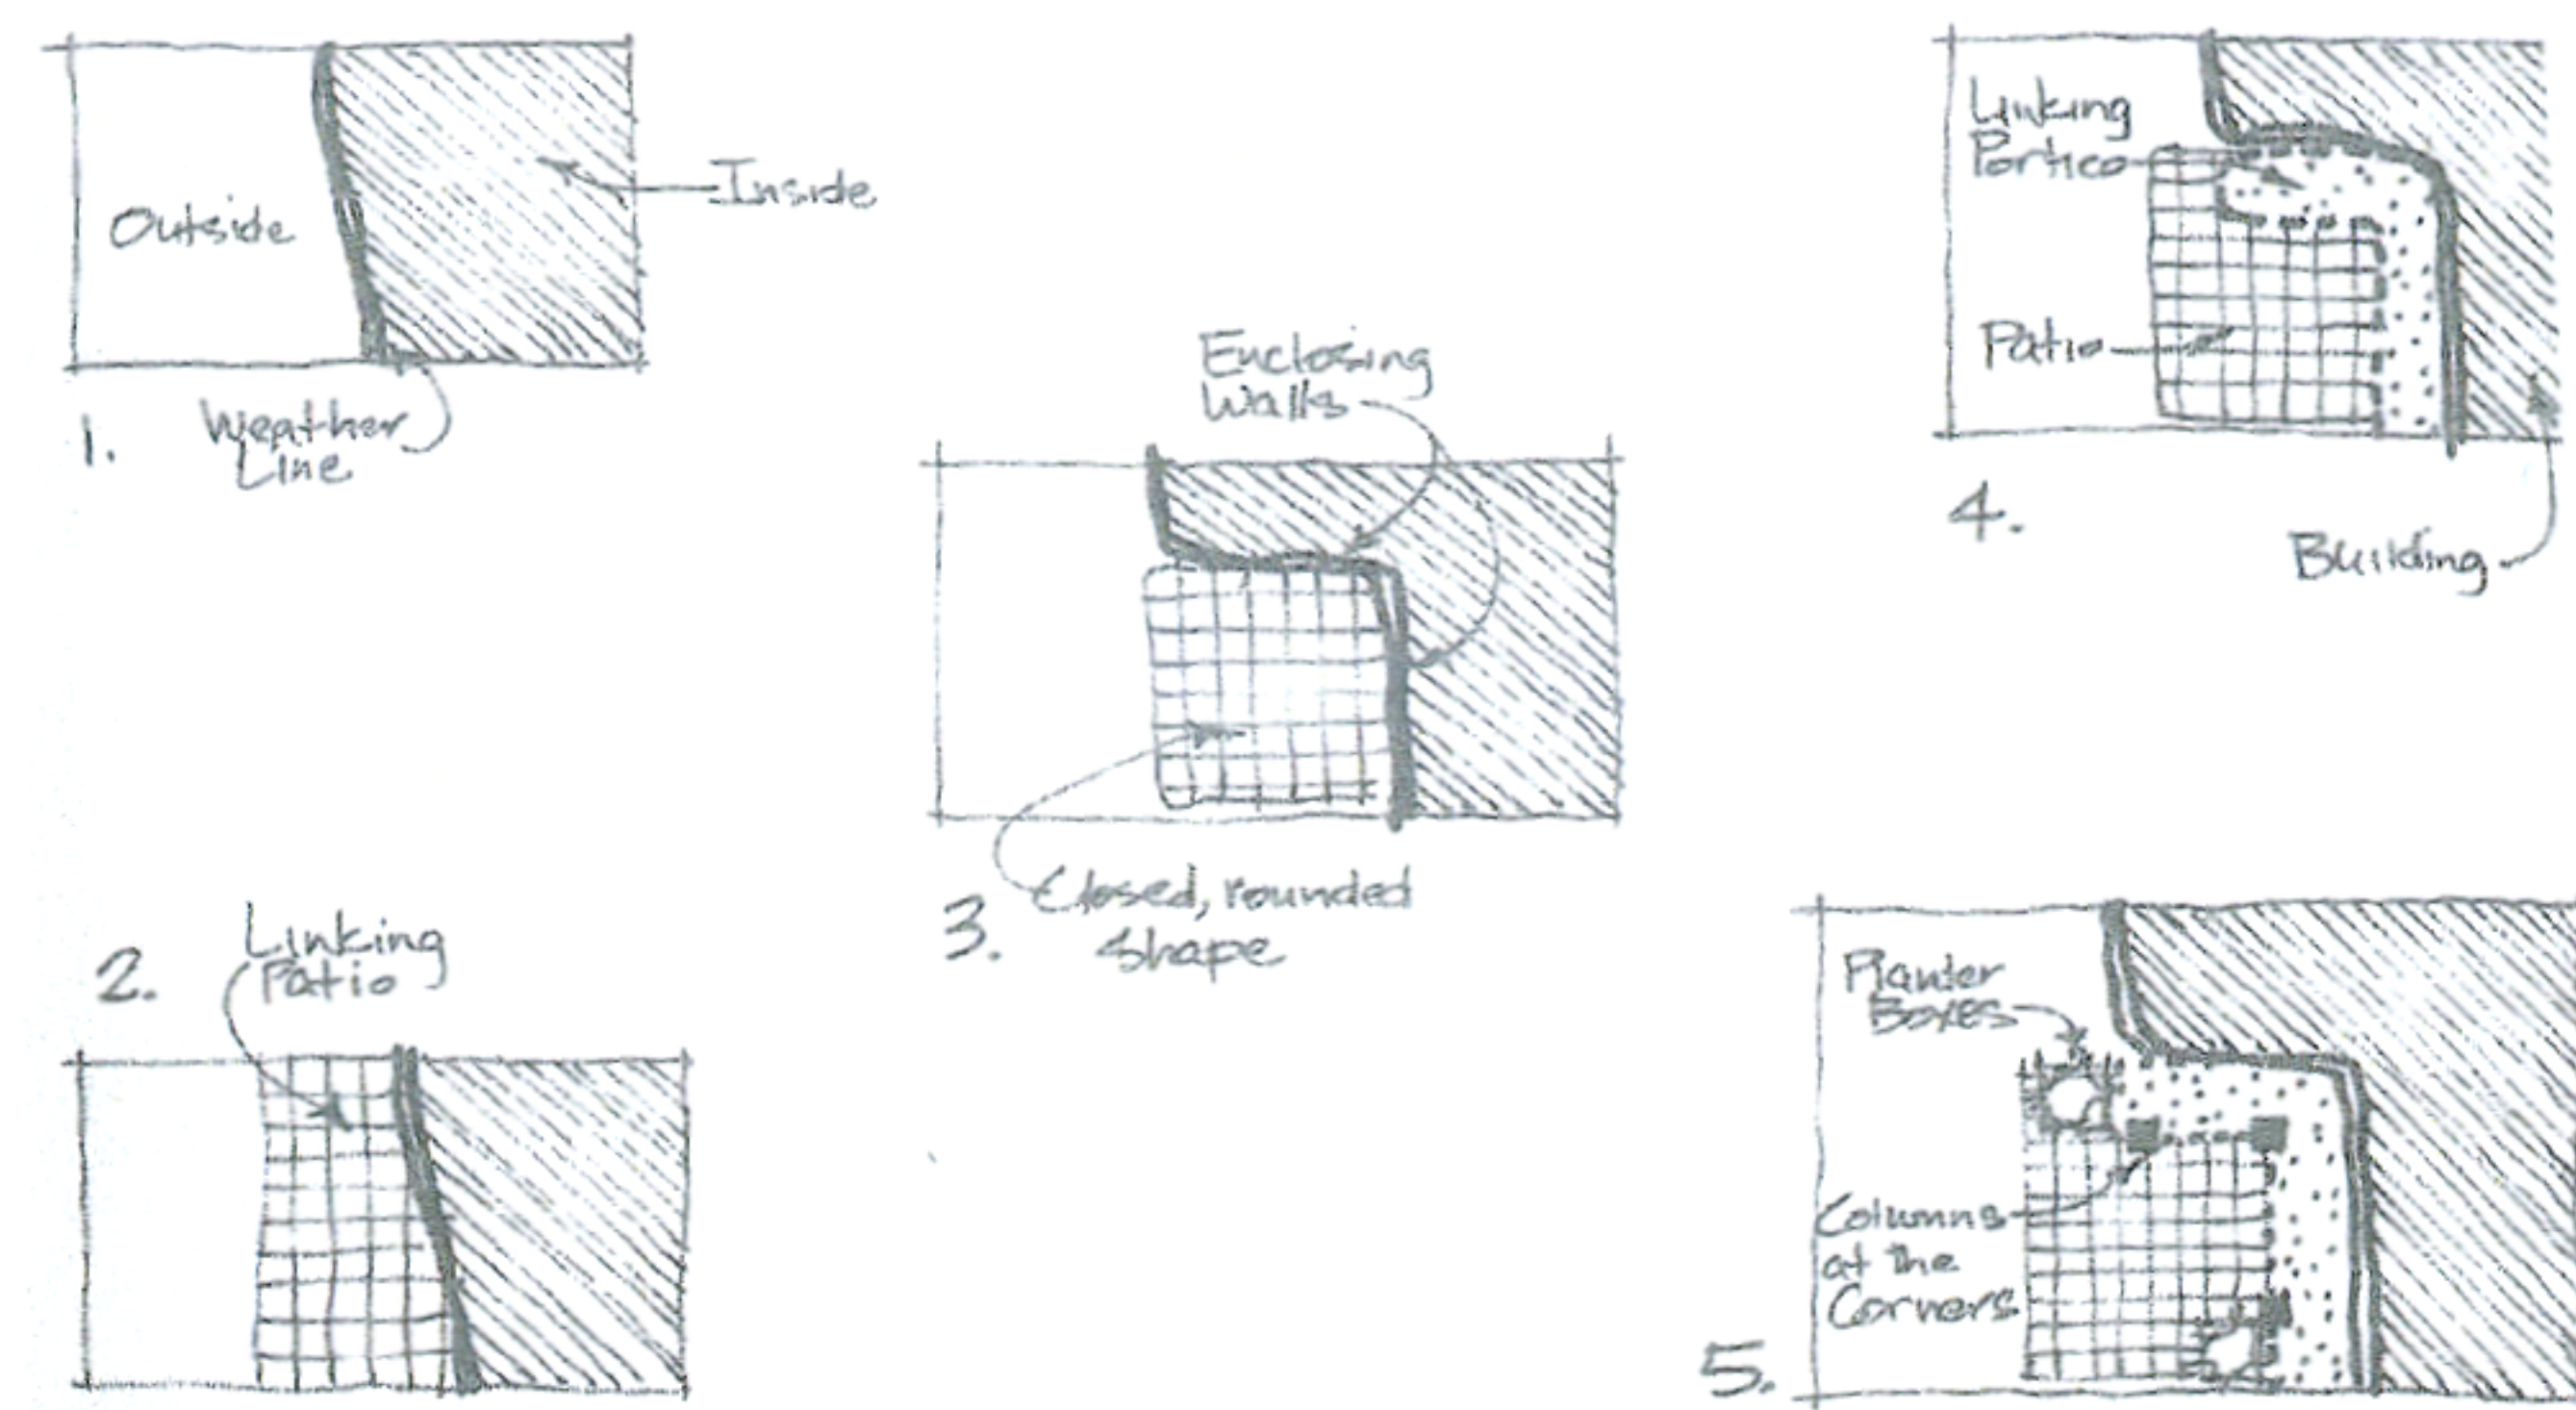 Outside
Inside
1.
Weather
Line
2.
Linking
Patio
Enclosing
Walls
3.
Closed, rounded
Shape
Linking
Portico
Patio
4.
Building
Planter
Boxes
Columns
at the
Corners
5.